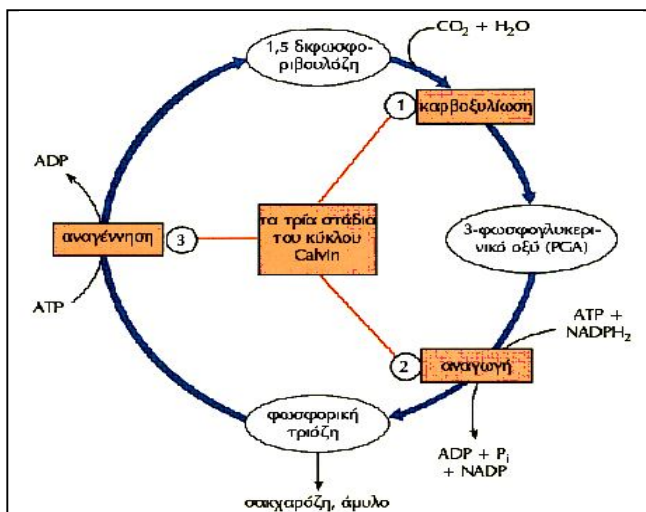 1,5 διφωσφο-
ριβουλόζη
CO₂ + H₂O
1
καρβοξυλίωση
ADP
αναγέννηση
3
τα τρία στάδια
του κύκλου
Calvin
3-φωσφογλυκερι-
νικό οξύ (PGA)
ATP
ATP +
NADPH₂
2
αναγωγή
φωσφορική
τριόζη
ADP + Pᵢ
+ NADP
σακχαρόζη, άμυλο